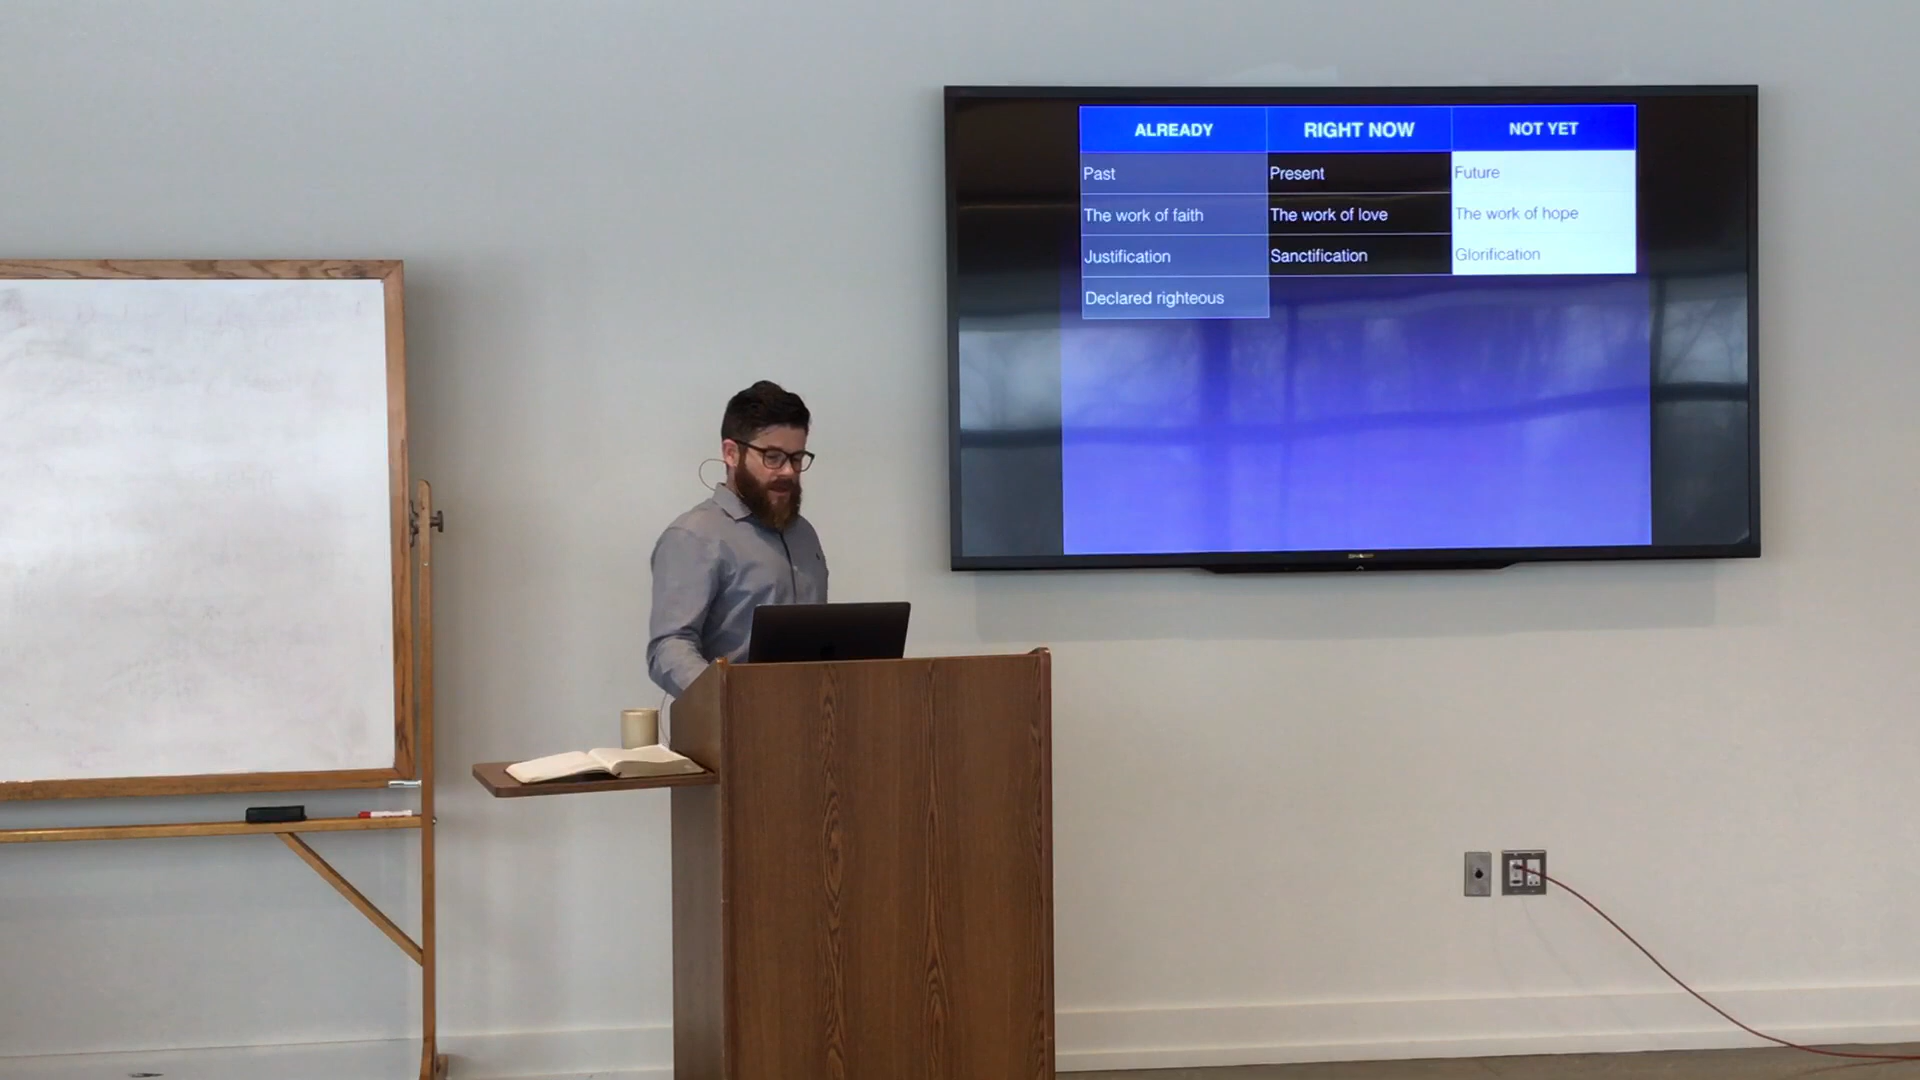 ALREADY RIGHT NOW NOT YET
Past Present Future
The work of faith The work of love The work of hope
Justification Sanctification Glorification
Declared righteous